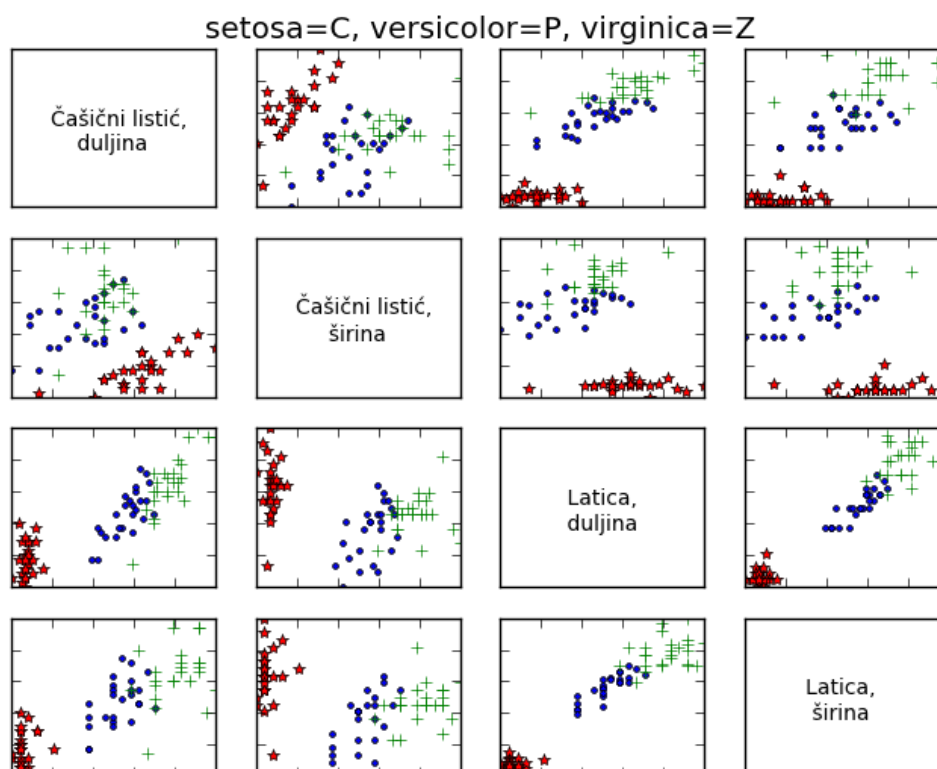 setosa=C, versicolor=P, virginica=Z
Čašični listić,
duljina
Čašični listić,
širina
Latica,
duljina
Latica,
širina